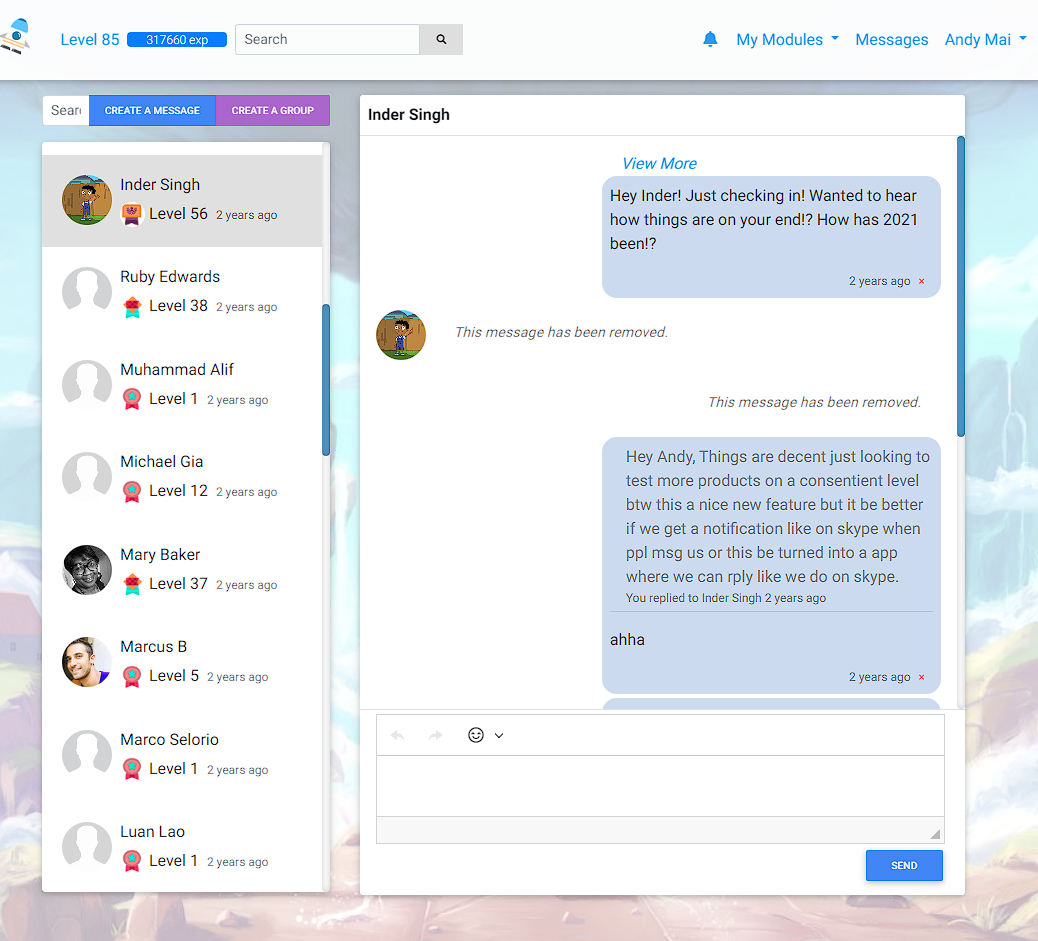 Level 85 317660 exp Search My Modules Messages Andy Mai
Sear CREATE A MESSAGE CREATE A GROUP
Inder Singh
Level 56 2 years ago
Ruby Edwards
Level 38 2 years ago
Muhammad Alif
Level 1 2 years ago
Michael Gia
Level 12 2 years ago
Mary Baker
Level 37 2 years ago
Marcus B
Level 5 2 years ago
Marco Selorio
Level 1 2 years ago
Luan Lao
Level 1 2 years ago
Inder Singh
View More
Hey Inder! Just checking in! Wanted to hear
how things are on your end!? How has 2021
been!?
2 years ago ×
This message has been removed.
This message has been removed.
Hey Andy, Things are decent just looking to
test more products on a consentient level
btw this a nice new feature but it be better
if we get a notification like on skype when
ppl msg us or this be turned into a app
where we can rply like we do on skype.
You replied to Inder Singh 2 years ago
ahha
2 years ago ×
SEND